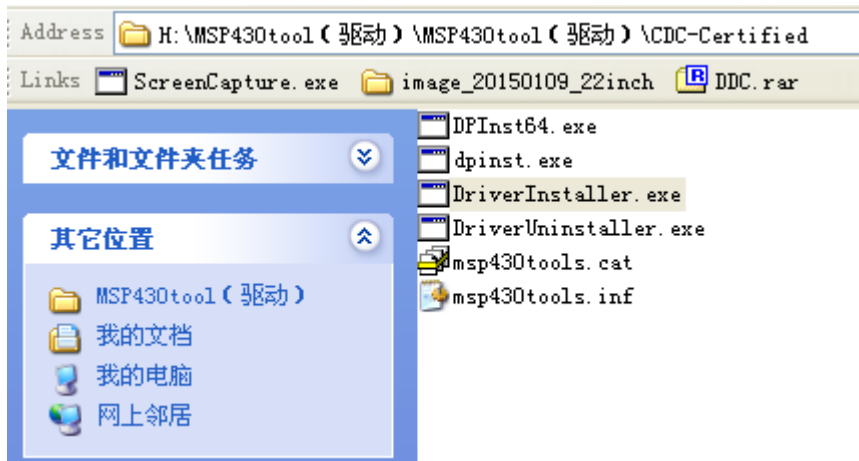 Address H:\MSP430tool(驱动)\MSP430tool(驱动)\CDC-Certified
Links ScreenCapture.exe image_20150109_22inch DDC.rar
文件和文件夹任务
其它位置
MSP430tool(驱动)
我的文档
我的电脑
网上邻居
DPInst64.exe
dpinst.exe
DriverInstaller.exe
DriverUninstaller.exe
msp430tools.cat
msp430tools.inf